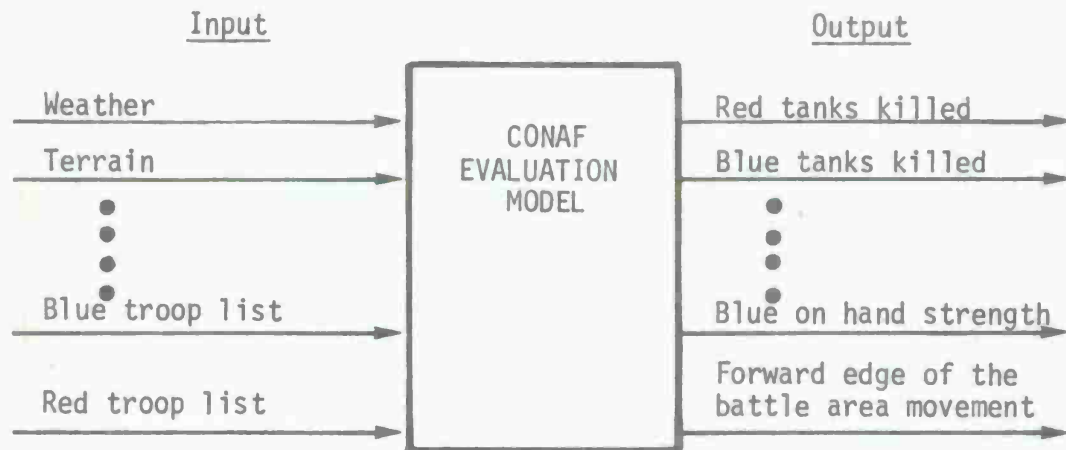 Input
Output
Weather
Terrain
Blue troop list
Red troop list
CONAF
EVALUATION
MODEL
Red tanks killed
Blue tanks killed
Blue on hand strength
Forward edge of the
battle area movement